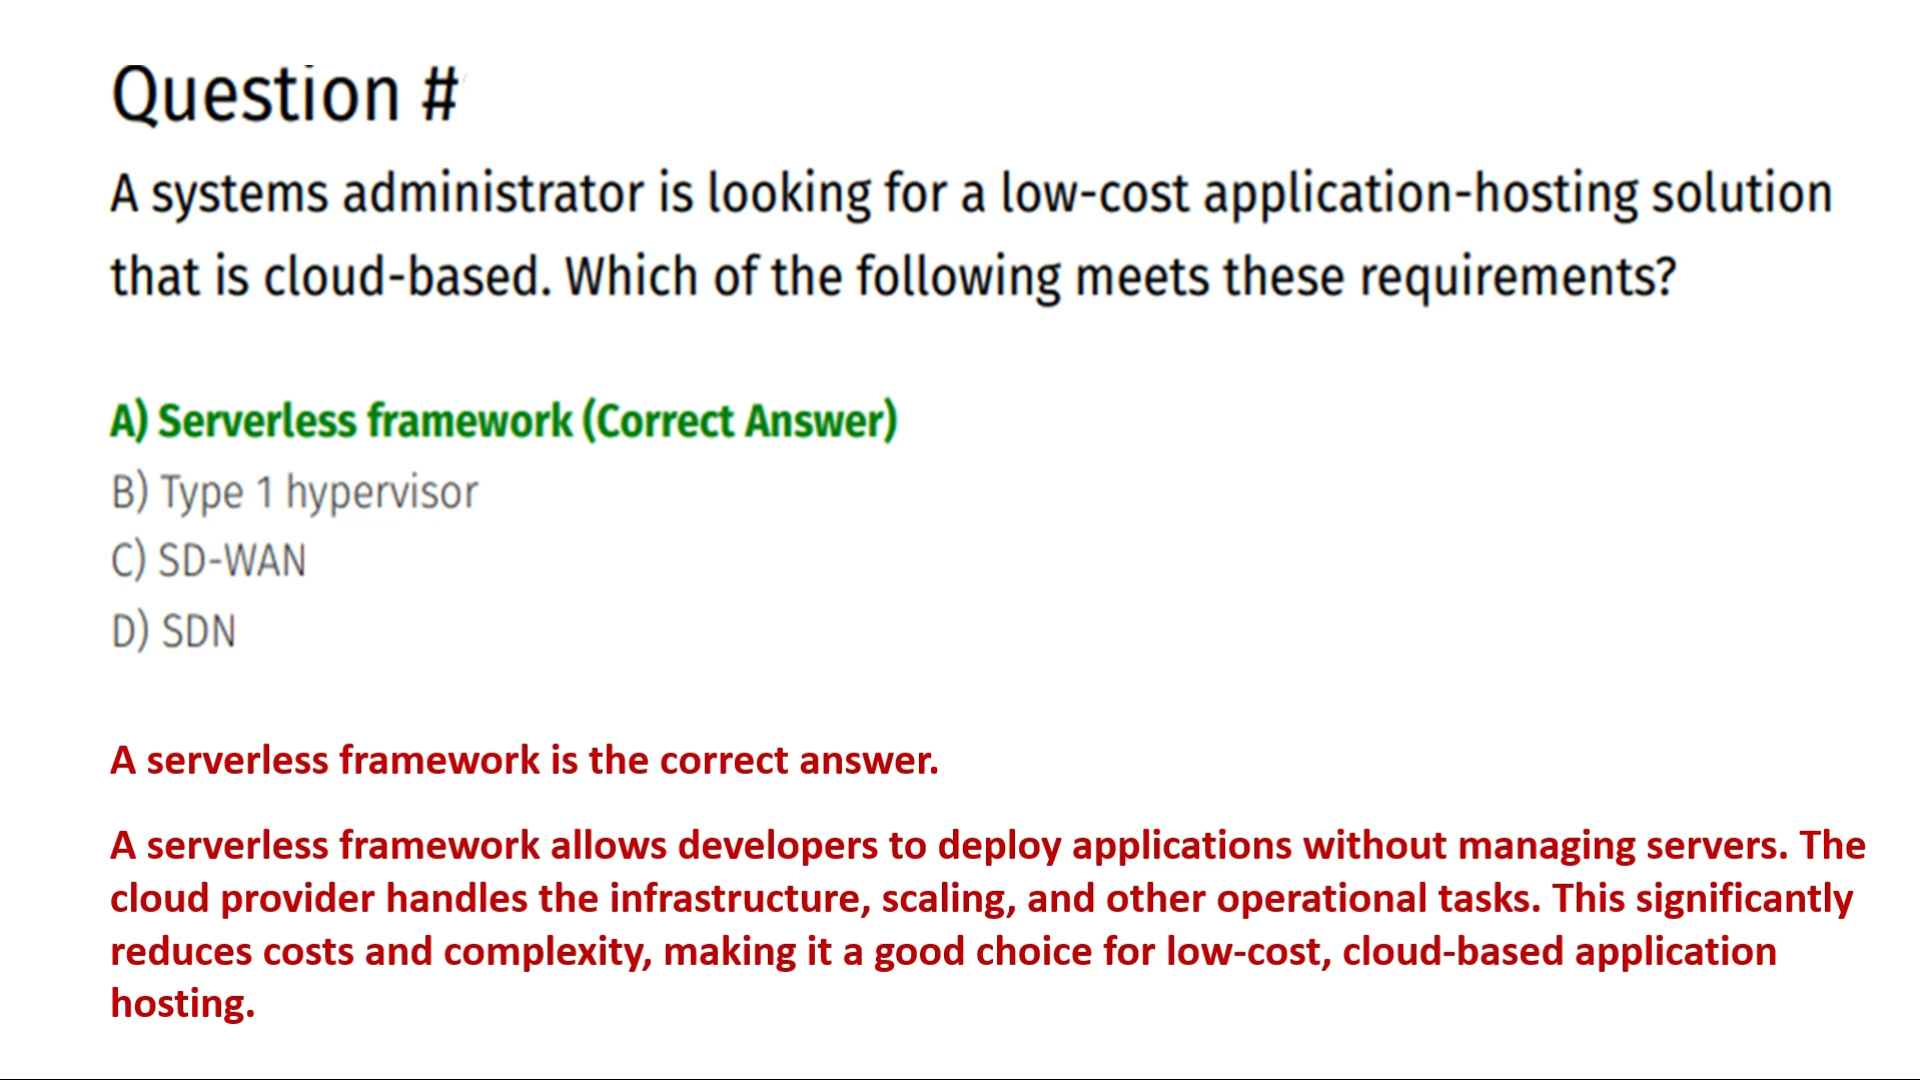 Question #
A systems administrator is looking for a low-cost application-hosting solution
that is cloud-based. Which of the following meets these requirements?
A) Serverless framework (Correct Answer)
B) Type 1 hypervisor
C) SD-WAN
D) SDN
A serverless framework is the correct answer.
A serverless framework allows developers to deploy applications without managing servers. The
cloud provider handles the infrastructure, scaling, and other operational tasks. This significantly
reduces costs and complexity, making it a good choice for low-cost, cloud-based application
hosting.